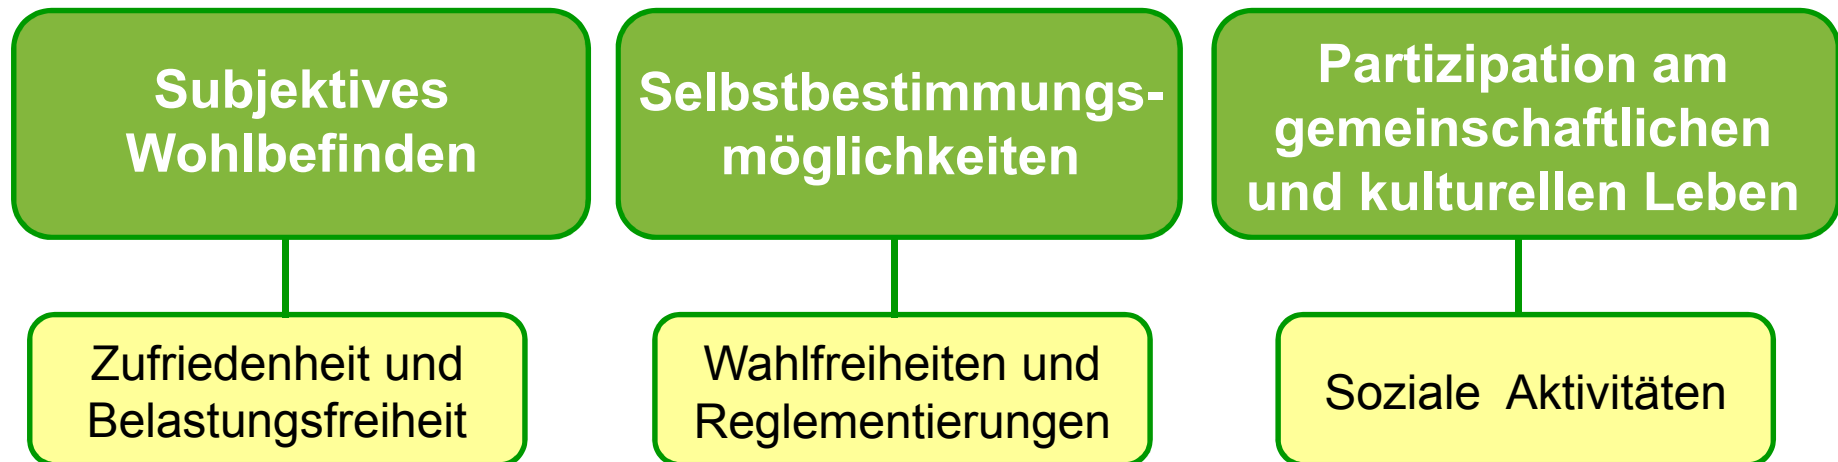 Subjektives
Wohlbefinden
Selbstbestimmungs-
möglichkeiten
Partizipation am
gemeinschaftlichen
und kulturellen Leben
Zufriedenheit und
Belastungsfreiheit
Wahlfreiheiten und
Reglementierungen
Soziale Aktivitäten